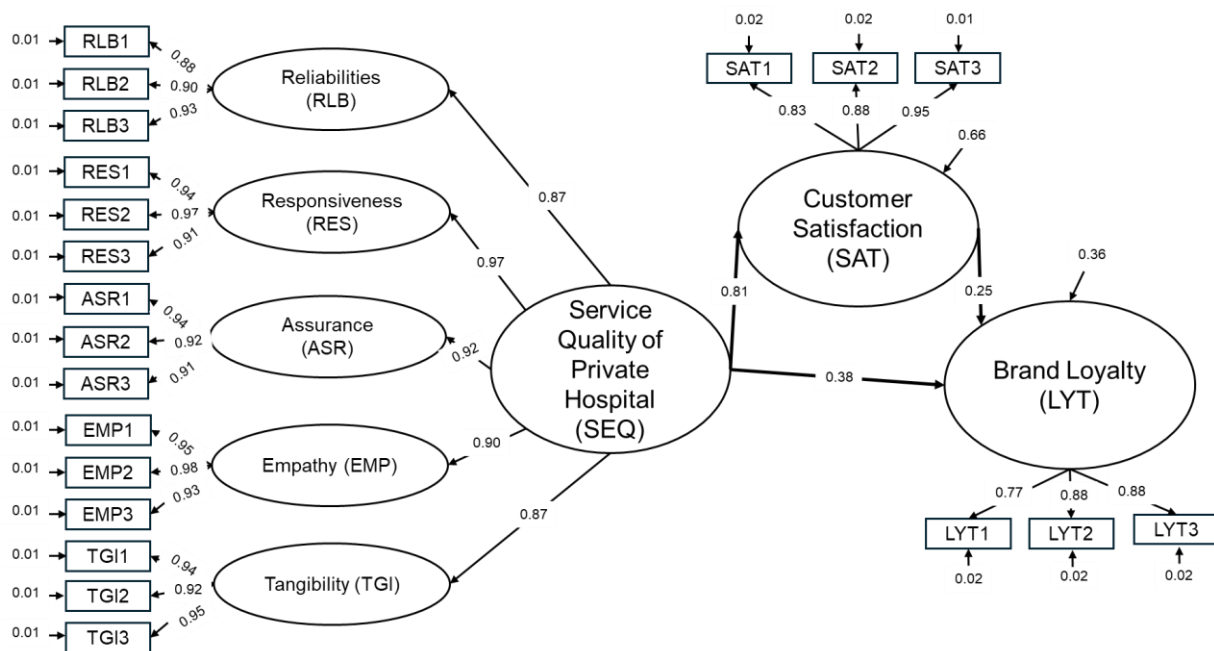 0.01
RLB1
0.88
0.01
RLB2
0.90
0.01
RLB3
0.93
Reliabilities
(RLB)
0.01
RES1
0.94
0.01
RES2
0.97
0.01
RES3
0.91
Responsiveness
(RES)
0.01
ASR1
0.94
0.01
ASR2
0.92
0.01
ASR3
0.91
Assurance
(ASR)
0.01
EMP1
0.95
0.01
EMP2
0.98
0.01
EMP3
0.93
Empathy (EMP)
0.01
TGI1
0.94
0.01
TGI2
0.92
0.01
TGI3
0.95
Tangibility (TGI)
0.87
0.97
0.92
0.90
0.87
Service
Quality of
Private
Hospital
(SEQ)
0.81
0.38
0.02
0.02
0.01
SAT1
SAT2
SAT3
0.83
0.88
0.95
0.66
Customer
Satisfaction
(SAT)
0.25
0.36
Brand Loyalty
(LYT)
0.77
0.88
0.88
LYT1
LYT2
LYT3
0.02
0.02
0.02